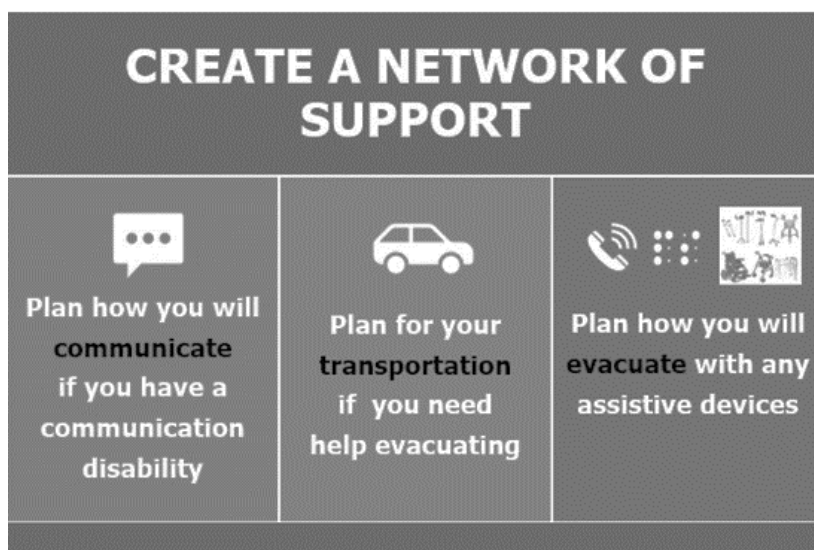 CREATE A NETWORK OF
SUPPORT
Plan how you will
communicate
if you have a
communication
disability
Plan for your
transportation
if you need
help evacuating
Plan how you will
evacuate with any
assistive devices